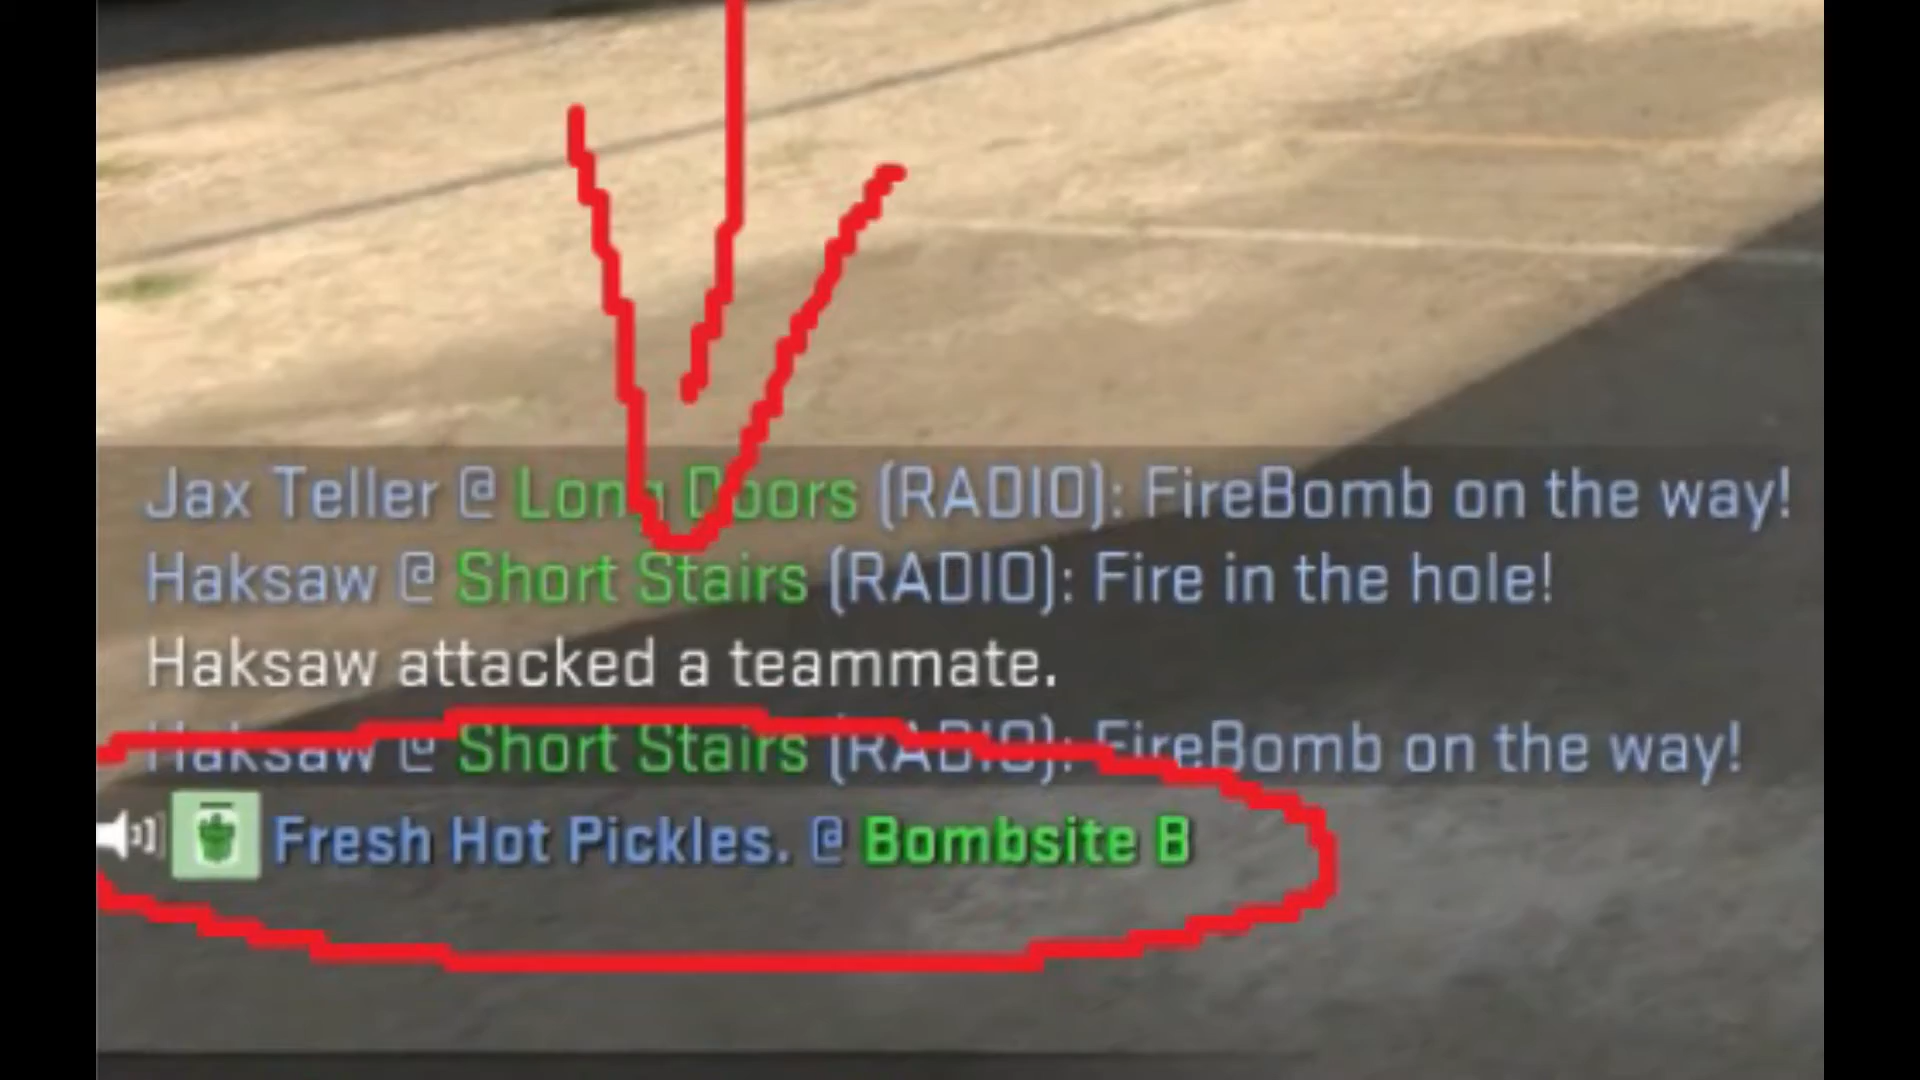 Jax Teller @ Long Doors (RADIO): FireBomb on the way!
Haksaw @ Short Stairs (RADIO): Fire in the hole!
Haksaw attacked a teammate.
Haksaw @ Short Stairs (RADIO): FireBomb on the way!
Fresh Hot Pickles. @ Bombsite B